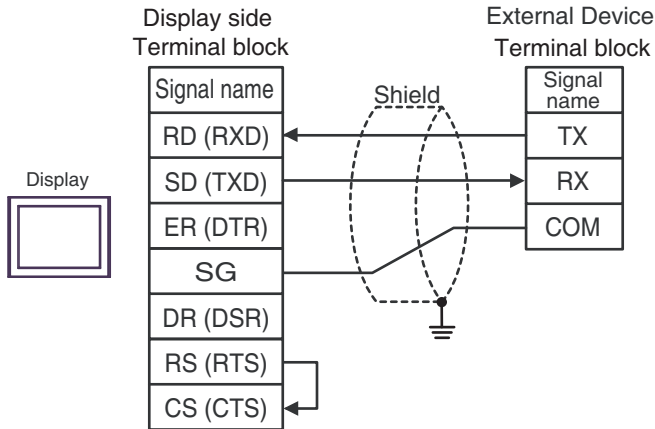 Display side
Terminal block
External Device
Terminal block
Signal name
RD (RXD)
SD (TXD)
ER (DTR)
SG
DR (DSR)
RS (RTS)
CS (CTS)
Shield
Signal
name
TX
RX
COM
Display